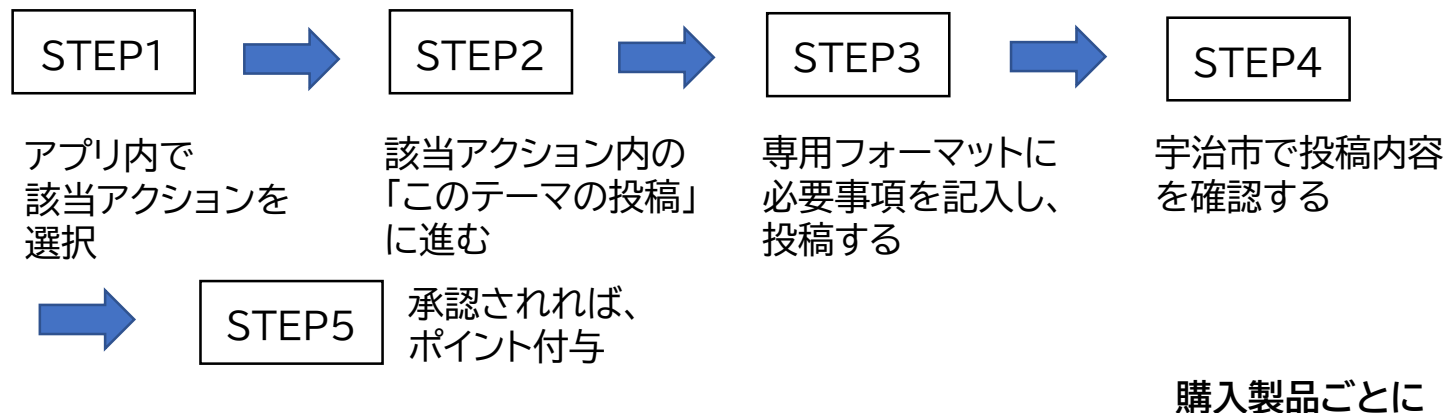 STEP1
STEP2
STEP3
STEP4
アプリ内で
該当アクションを
選択
該当アクション内の
「このテーマの投稿」
に進む
専用フォーマットに
必要事項を記入し、
投稿する
宇治市で投稿内容
を確認する
STEP5
承認されれば、
ポイント付与
購入製品ごとに